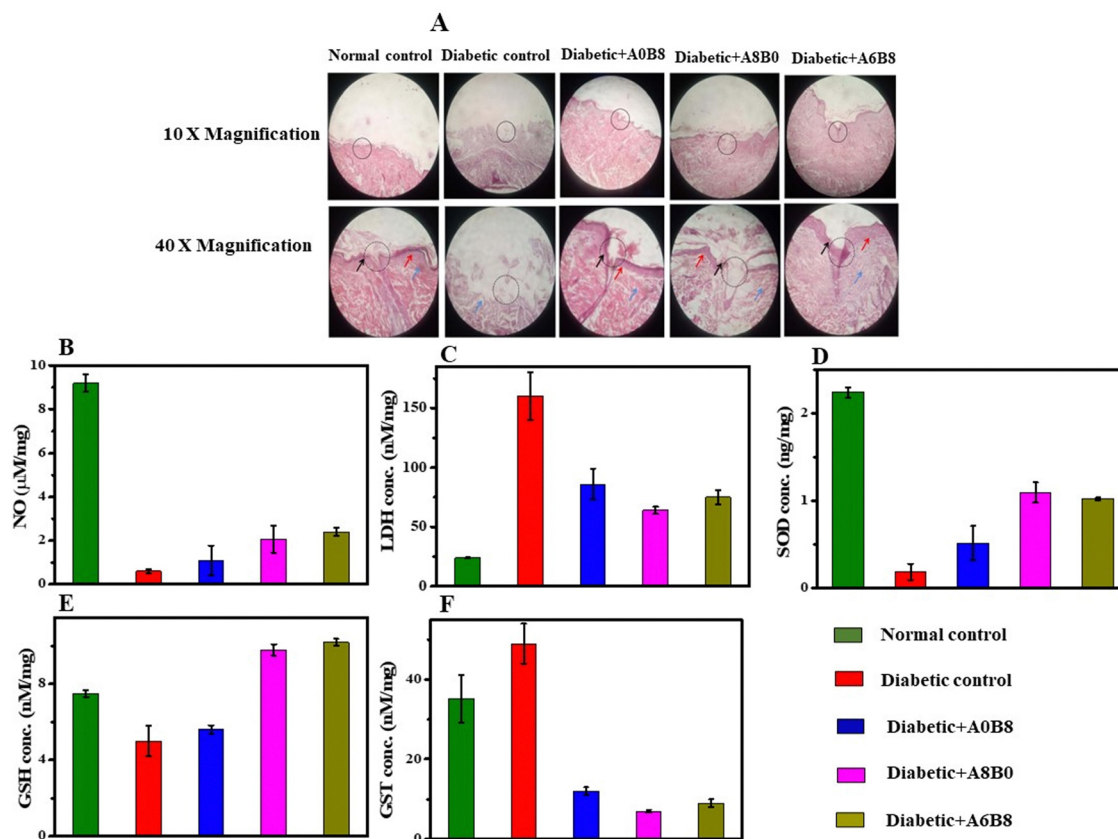 A
Normal control Diabetic control Diabetic+A0B8 Diabetic+A8B0 Diabetic+A6B8
10 X Magnification
40 X Magnification
B
10
8
6
4
2
0
NO (µM/mg)
C
150
100
50
0
LDH conc. (nM/mg)
D
2
1
0
SOD conc. (ng/mg)
E
8
4
0
GSH conc. (nM/mg)
F
40
20
0
GST conc. (nM/mg)
Normal control
Diabetic control
Diabetic+A0B8
Diabetic+A8B0
Diabetic+A6B8